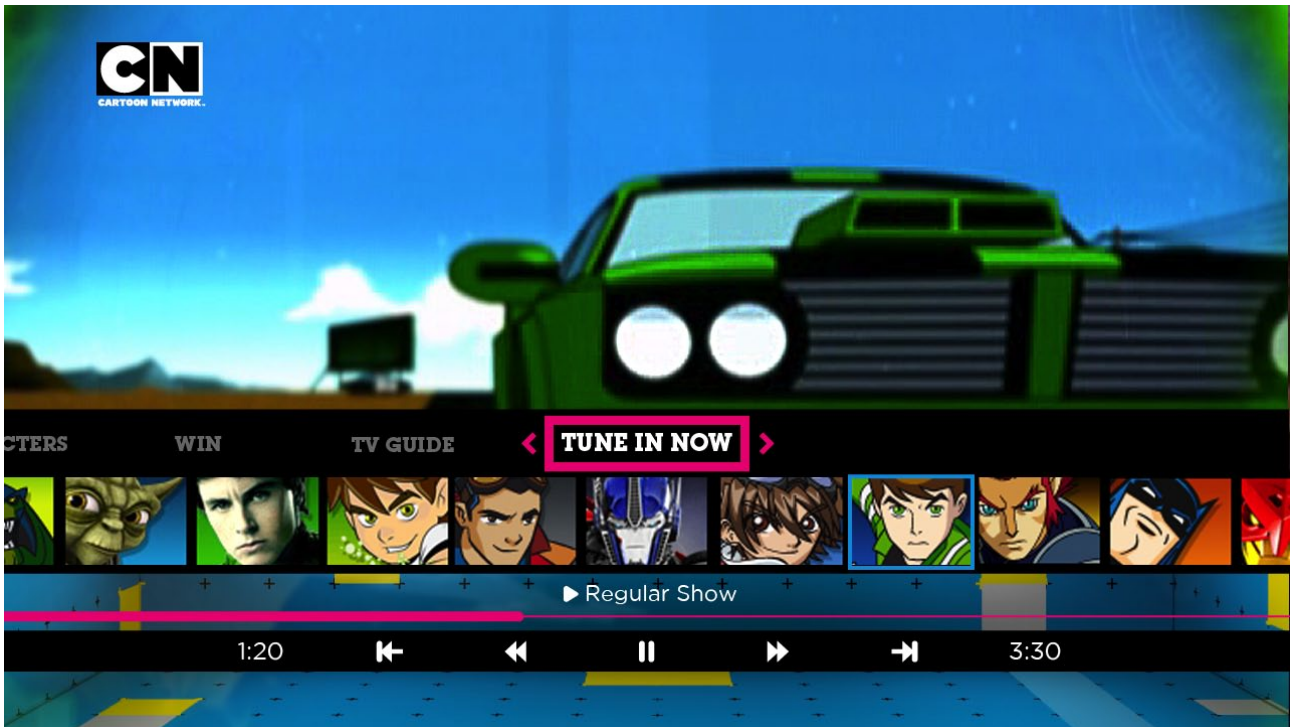 CN
CARTOON NETWORK.
CTERS
WIN
TV GUIDE
TUNE IN NOW
Regular Show
1:20
3:30